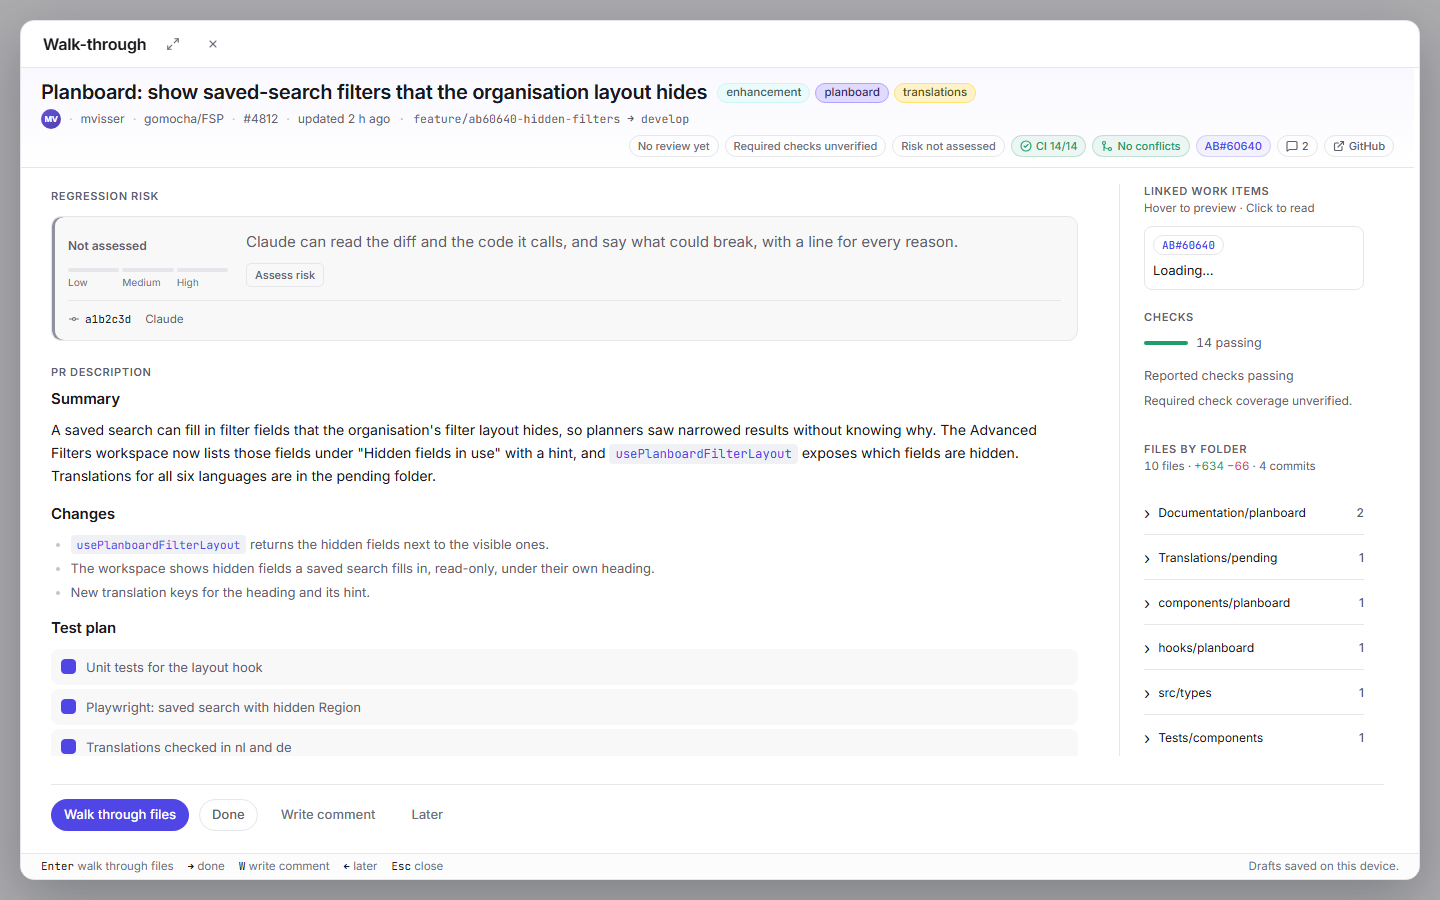 Walk-through
Planboard: show saved-search filters that the organisation layout hides
enhancement
planboard
translations
MV · mvisser · gomocha/FSP · #4812 · updated 2 h ago · feature/ab60640-hidden-filters → develop
No review yet
Required checks unverified
Risk not assessed
CI 14/14
No conflicts
AB#60640
2
GitHub
REGRESSION RISK
Not assessed
Low
Medium
High
Claude can read the diff and the code it calls, and say what could break, with a line for every reason.
Assess risk
a1b2c3d Claude
PR DESCRIPTION
Summary
A saved search can fill in filter fields that the organisation's filter layout hides, so planners saw narrowed results without knowing why. The Advanced
Filters workspace now lists those fields under "Hidden fields in use" with a hint, and usePlanboardFilterLayout exposes which fields are hidden.
Translations for all six languages are in the pending folder.
Changes
• usePlanboardFilterLayout returns the hidden fields next to the visible ones.
• The workspace shows hidden fields a saved search fills in, read-only, under their own heading.
• New translation keys for the heading and its hint.
Test plan
Unit tests for the layout hook
Playwright: saved search with hidden Region
Translations checked in nl and de
LINKED WORK ITEMS
Hover to preview · Click to read
AB#60640
Loading...
CHECKS
14 passing
Reported checks passing
Required check coverage unverified.
FILES BY FOLDER
10 files · +634 −66 · 4 commits
Documentation/planboard 2
Translations/pending 1
components/planboard 1
hooks/planboard 1
src/types 1
Tests/components 1
Walk through files
Done
Write comment
Later
Enter walk through files → done W write comment ← later Esc close
Drafts saved on this device.